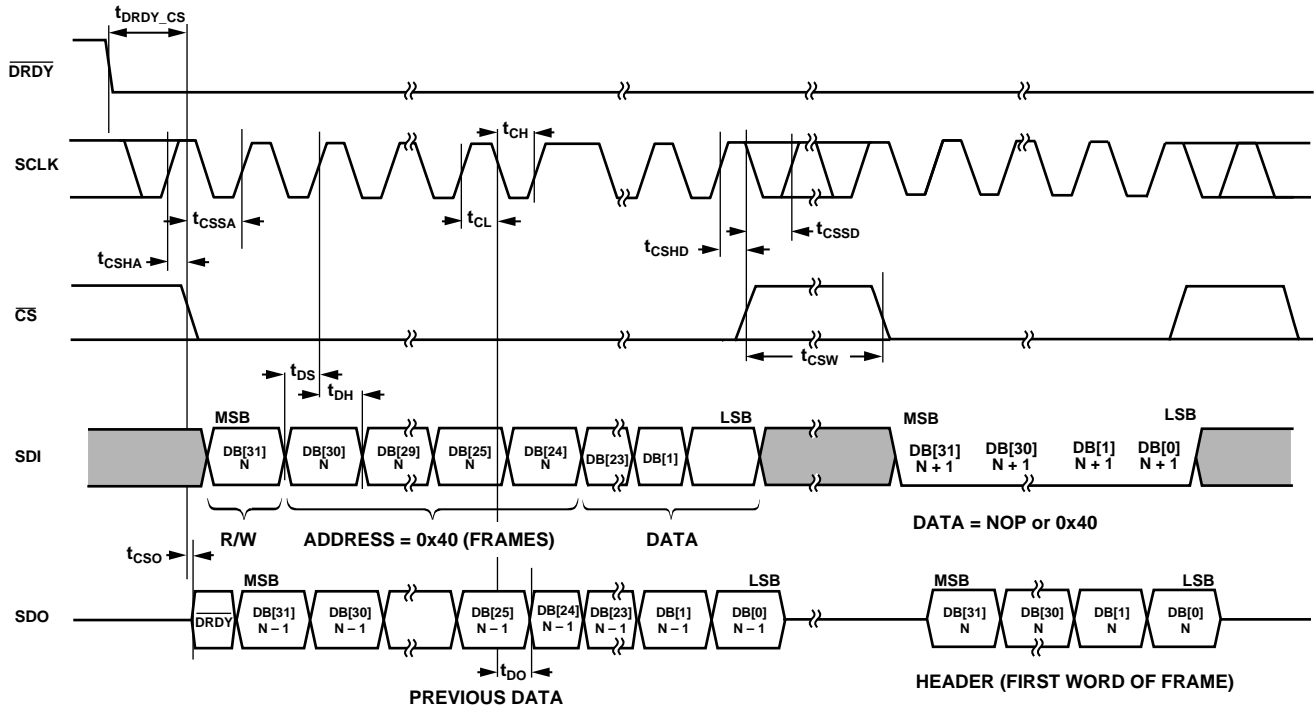 tDRDY_CS
DRDY
tCH
SCLK
tCSSA
tCL
tCSHD
tCSSD
tCSHA
CS
tCSW
tDS
tDH
MSB
LSB
MSB
LSB
SDI
DB[31]
N
DB[30]
N
DB[29]
N
DB[25]
N
DB[24]
N
DB[23]
DB[1]
DB[31]
N + 1
DB[30]
N + 1
DB[1]
N + 1
DB[0]
N + 1
R/W
ADDRESS = 0x40 (FRAMES)
DATA
DATA = NOP or 0x40
tCSO
MSB
LSB
MSB
LSB
SDO
DRDY
DB[31]
N – 1
DB[30]
N – 1
DB[25]
N – 1
DB[24]
N – 1
DB[23]
N – 1
DB[1]
N – 1
DB[0]
N – 1
DB[31]
N
DB[30]
N
DB[1]
N
DB[0]
N
tDO
PREVIOUS DATA
HEADER (FIRST WORD OF FRAME)